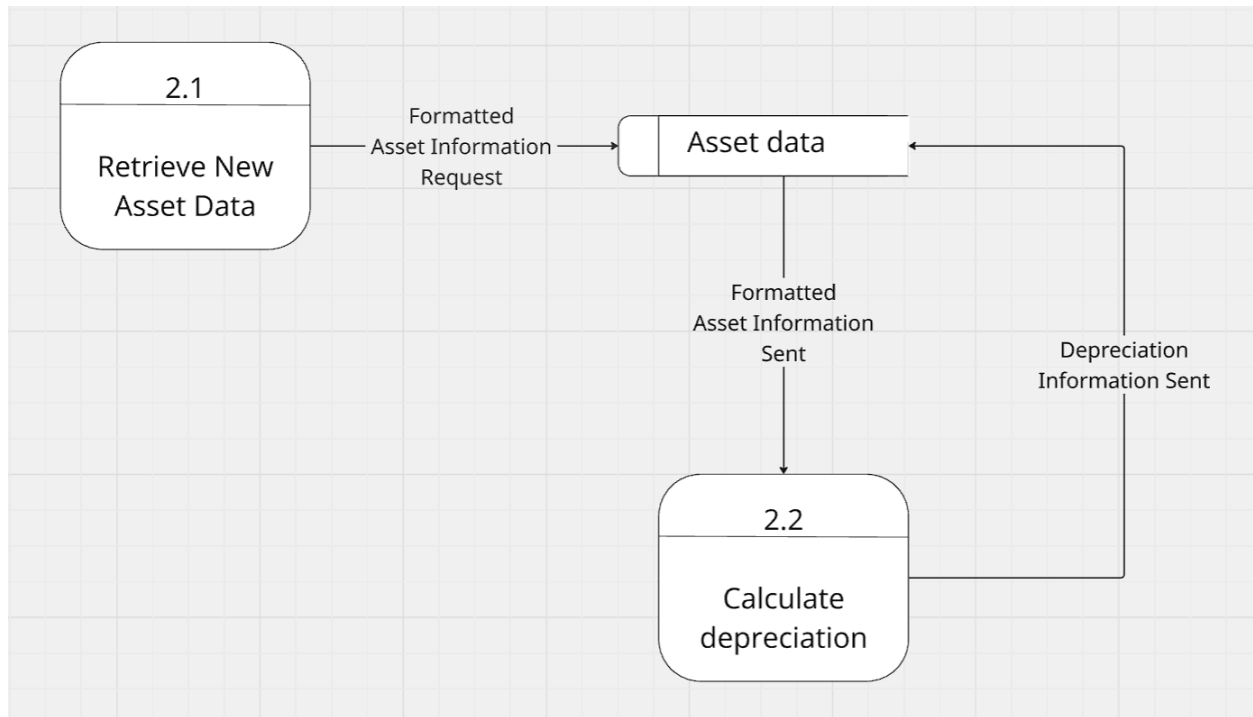 2.1
Retrieve New
Asset Data
Formatted
Asset Information
Request
Asset data
Formatted
Asset Information
Sent
Depreciation
Information Sent
2.2
Calculate
depreciation